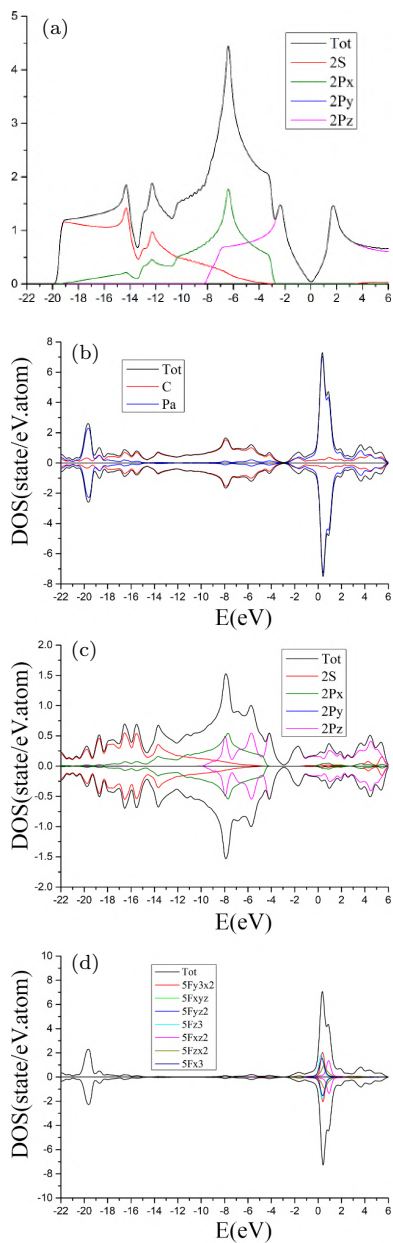 (a)
Tot
2S
2Px
2Py
2Pz
5
4
3
2
1
0
-22 -20 -18 -16 -14 -12 -10 -8 -6 -4 -2 0 2 4 6
(b)
Tot
C
Pa
DOS(state/eV.atom)
8
6
4
2
0
-2
-4
-6
-8
-22 -20 -18 -16 -14 -12 -10 -8 -6 -4 -2 0 2 4 6
E(eV)
(c)
Tot
2S
2Px
2Py
2Pz
DOS(state/eV.atom)
2.0
1.5
1.0
0.5
0.0
-0.5
-1.0
-1.5
-2.0
-22 -20 -18 -16 -14 -12 -10 -8 -6 -4 -2 0 2 4 6
E(eV)
(d)
Tot
5Fy3x2
5Fxyz
5Fyz2
5Fz3
5Fxz2
5Fzx2
5Fx3
DOS(state/eV.atom)
10
8
6
4
2
0
-2
-4
-6
-8
-10
-22 -20 -18 -16 -14 -12 -10 -8 -6 -4 -2 0 2 4 6
E(eV)